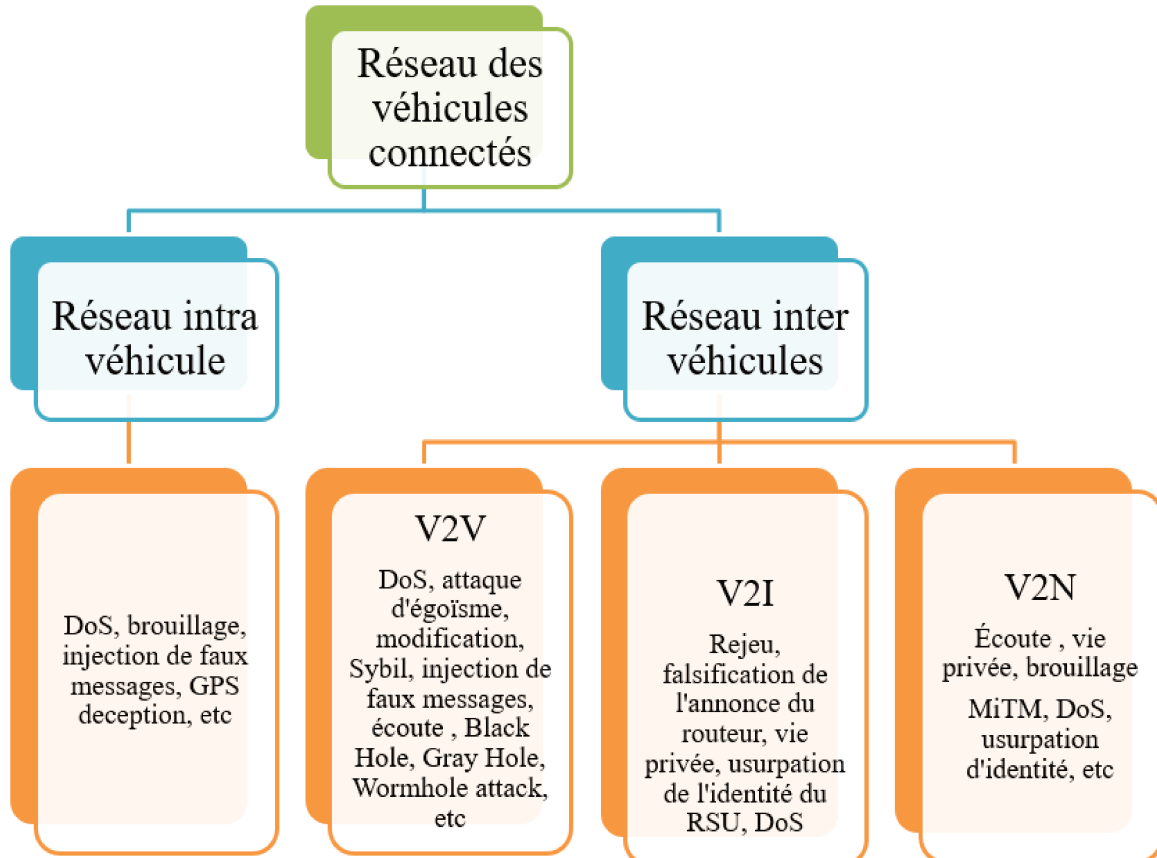 Réseau des
véhicules
connectés
Réseau intra
véhicule
Réseau inter
véhicules
DoS, brouillage,
injection de faux
messages, GPS
deception, etc
V2V
DoS, attaque
d'égoïsme,
modification,
Sybil, injection de
faux messages,
écoute , Black
Hole, Gray Hole,
Wormhole attack,
etc
V2I
Rejeu,
falsification de
l'annonce du
routeur, vie
privée, usurpation
de l'identité du
RSU, DoS
V2N
Écoute , vie
privée, brouillage
MiTM, DoS,
usurpation
d'identité, etc